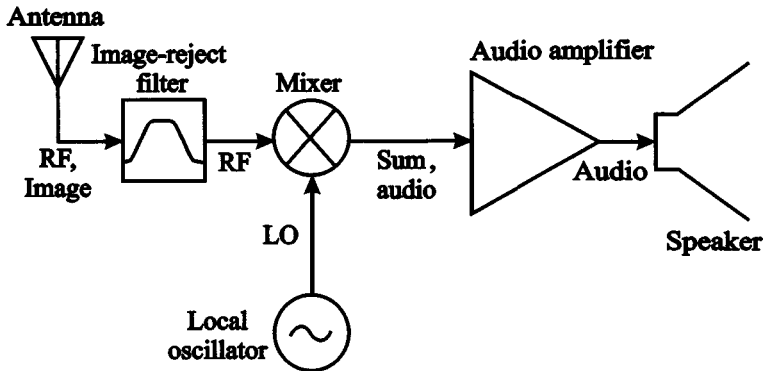 Antenna
Image-reject
filter
Mixer
Audio amplifier
RF,
Image
RF
Sum,
audio
Audio
LO
Speaker
Local
oscillator